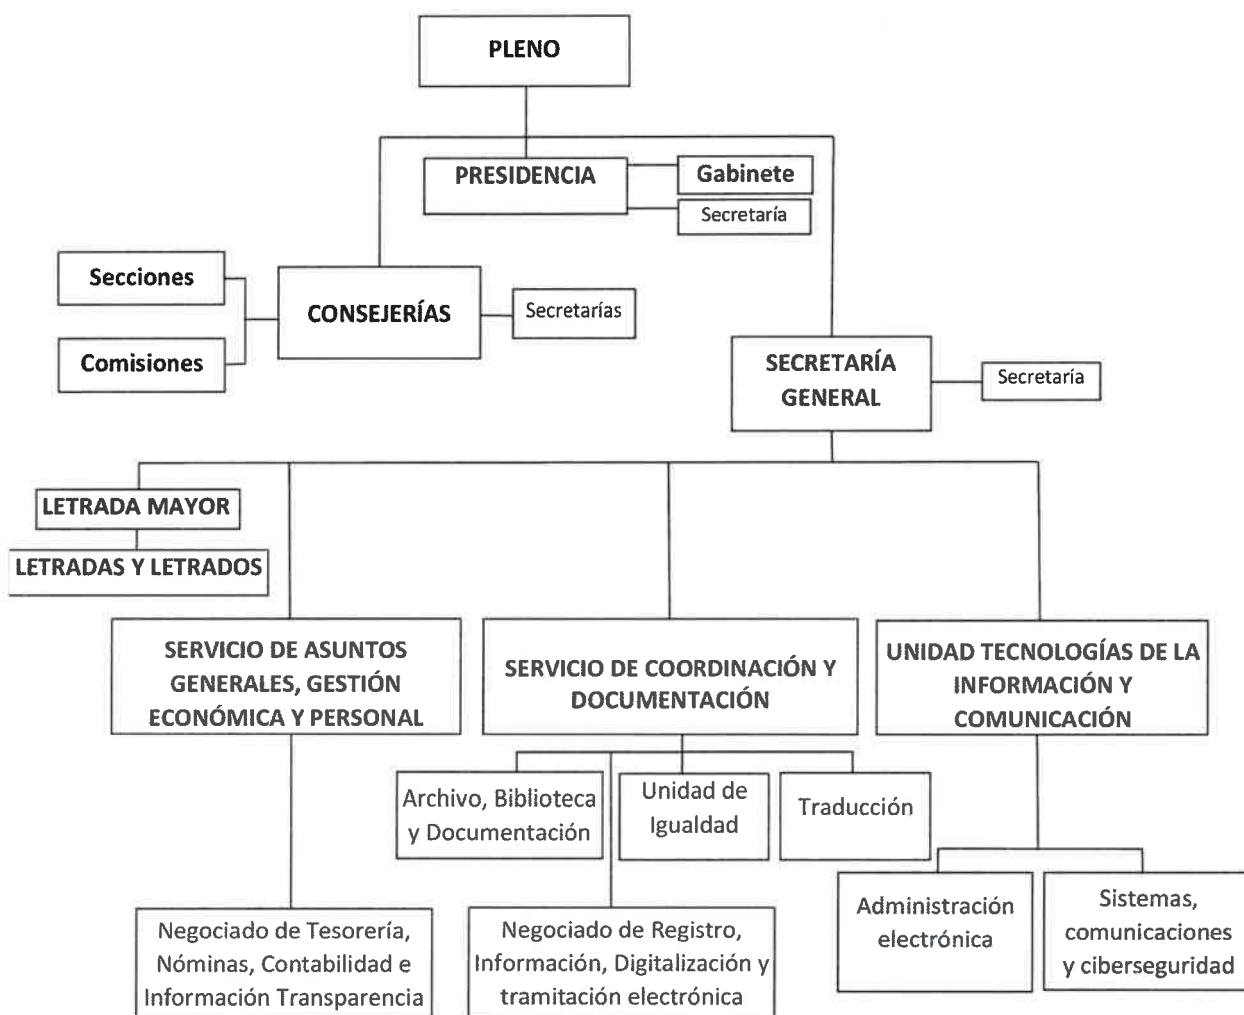 PLENO
PRESIDENCIA
Gabinete
Secretaría
Secciones
Comisiones
CONSEJERÍAS
Secretarías
SECRETARÍA
GENERAL
Secretaría
LETRADA MAYOR
LETRADAS Y LETRADOS
SERVICIO DE ASUNTOS
GENERALES, GESTIÓN
ECONÓMICA Y PERSONAL
SERVICIO DE COORDINACIÓN Y
DOCUMENTACIÓN
UNIDAD TECNOLOGÍAS DE LA
INFORMACIÓN Y
COMUNICACIÓN
Archivo, Biblioteca
y Documentación
Unidad de
Igualdad
Traducción
Negociado de Tesorería,
Nóminas, Contabilidad e
Información Transparencia
Negociado de Registro,
Información, Digitalización y
tramitación electrónica
Administración
electrónica
Sistemas,
comunicaciones
y ciberseguridad